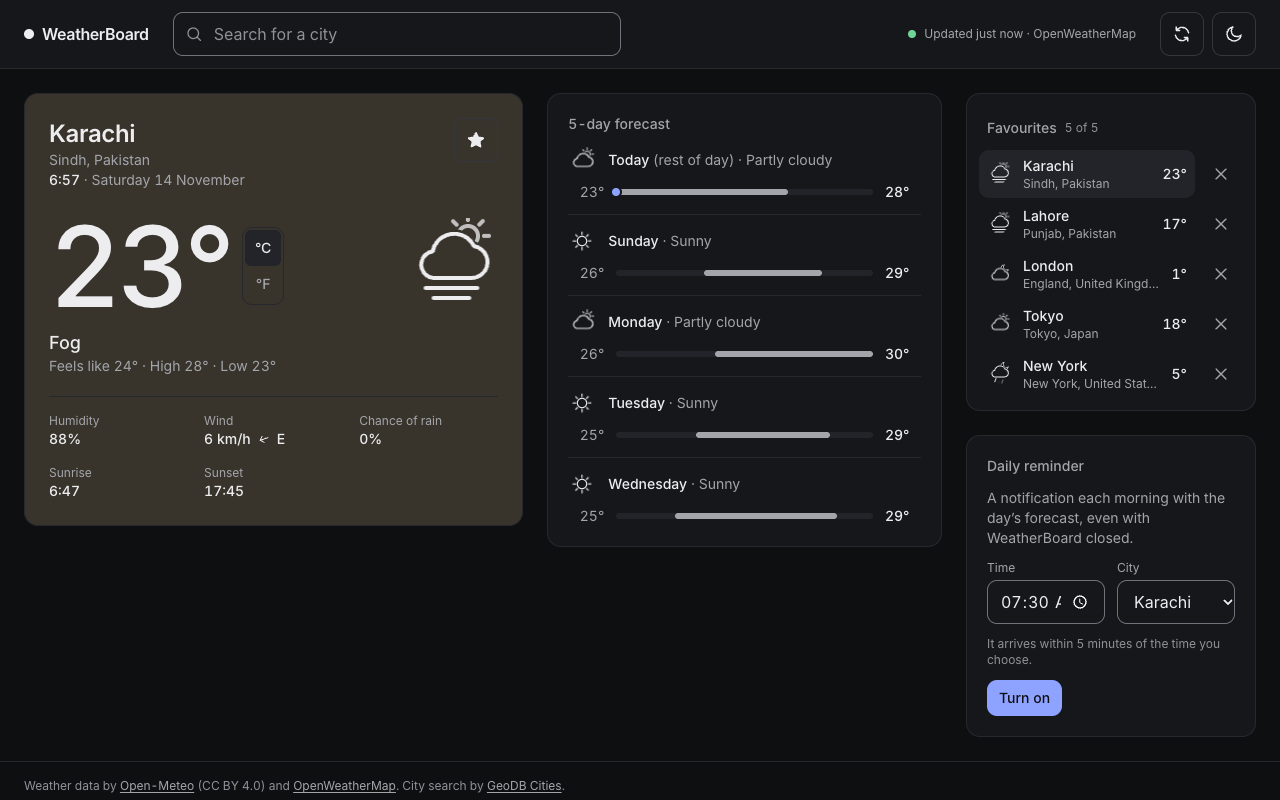 WeatherBoard
Search for a city
Updated just now · OpenWeatherMap
Karachi
Sindh, Pakistan
6:57 · Saturday 14 November
23°
°C
°F
Fog
Feels like 24° · High 28° · Low 23°
Humidity
88%
Wind
6 km/h ← E
Chance of rain
0%
Sunrise
6:47
Sunset
17:45
5-day forecast
Today (rest of day) · Partly cloudy
23° 28°
Sunday · Sunny
26° 29°
Monday · Partly cloudy
26° 30°
Tuesday · Sunny
25° 29°
Wednesday · Sunny
25° 29°
Favourites 5 of 5
Karachi
Sindh, Pakistan
23°
Lahore
Punjab, Pakistan
17°
London
England, United Kingd...
1°
Tokyo
Tokyo, Japan
18°
New York
New York, United Stat...
5°
Daily reminder
A notification each morning with the
day's forecast, even with
WeatherBoard closed.
Time
City
07:30
Karachi
It arrives within 5 minutes of the time you
choose.
Turn on
Weather data by Open-Meteo (CC BY 4.0) and OpenWeatherMap. City search by GeoDB Cities.